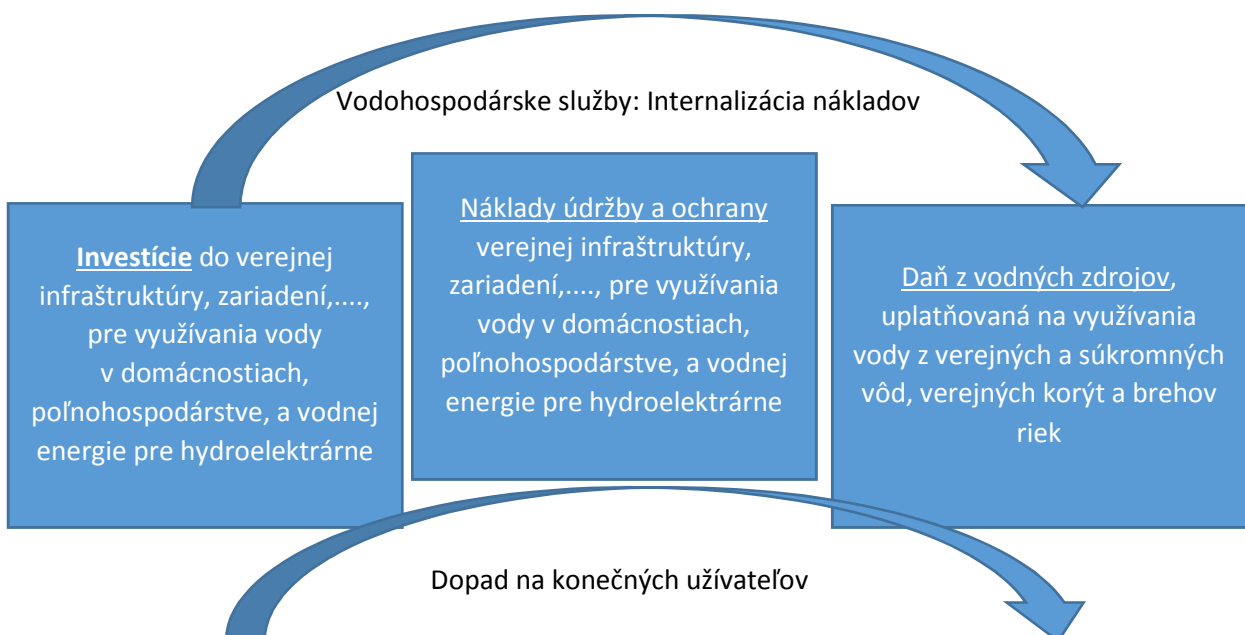 Vodohospodárske služby: Internalizácia nákladov
Investície do verejnej
infraštruktúry, zariadení,....,
pre využívania vody
v domácnostiach,
poľnohospodárstve, a vodnej
energie pre hydroelektrárne
Náklady údržby a ochrany
verejnej infraštruktúry,
zariadení,...., pre využívania
vody v domácnostiach,
poľnohospodárstve, a vodnej
energie pre hydroelektrárne
Daň z vodných zdrojov,
uplatňovaná na využívania
vody z verejných a súkromných
vôd, verejných korýt a brehov
riek
Dopad na konečných užívateľov